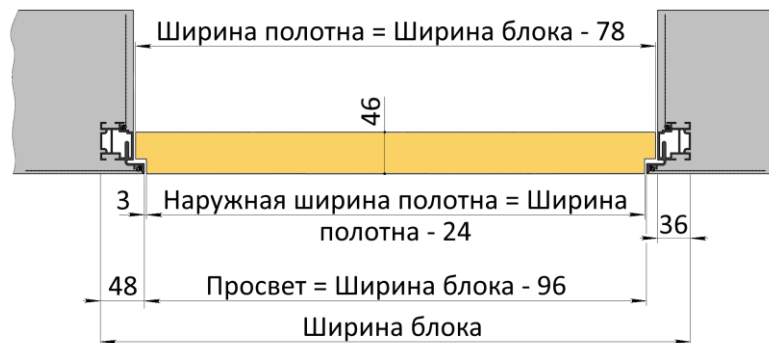 Ширина полотна = Ширина блока - 78
46
3
Наружная ширина полотна = Ширина
полотна - 24
36
48
Просвет = Ширина блока - 96
Ширина блока